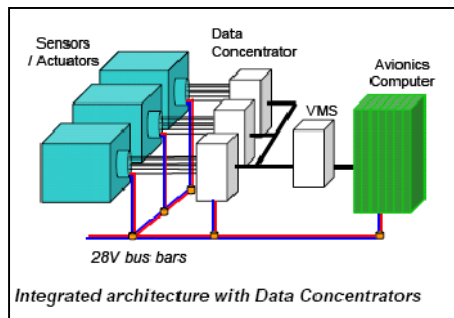 Sensors
/ Actuators
Data
Concentrator
Avionics
Computer
VMS
28V bus bars
Integrated architecture with Data Concentrators